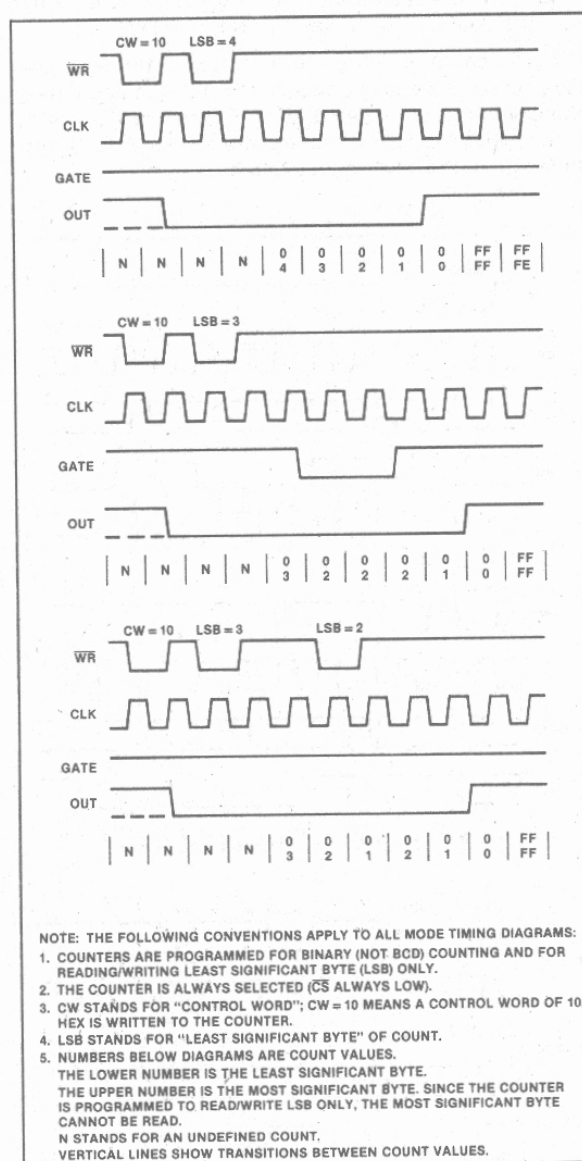 CW = 10 LSB = 4
WR
CLK
GATE
OUT
N N N N 0 0 0 0 0 FF FF
4 3 2 1 0 FF FE
CW = 10 LSB = 3
WR
CLK
GATE
OUT
N N N N 0 0 0 0 0 0 FF
3 2 2 2 1 0 FF
CW = 10 LSB = 3 LSB = 2
WR
CLK
GATE
OUT
N N N N 0 0 0 0 0 0 FF
3 2 1 2 1 0 FF
NOTE: THE FOLLOWING CONVENTIONS APPLY TO ALL MODE TIMING DIAGRAMS:
1. COUNTERS ARE PROGRAMMED FOR BINARY (NOT BCD) COUNTING AND FOR
READING/WRITING LEAST SIGNIFICANT BYTE (LSB) ONLY.
2. THE COUNTER IS ALWAYS SELECTED (CS ALWAYS LOW).
3. CW STANDS FOR "CONTROL WORD"; CW = 10 MEANS A CONTROL WORD OF 10
HEX IS WRITTEN TO THE COUNTER.
4. LSB STANDS FOR "LEAST SIGNIFICANT BYTE" OF COUNT.
5. NUMBERS BELOW DIAGRAMS ARE COUNT VALUES.
THE LOWER NUMBER IS THE LEAST SIGNIFICANT BYTE.
THE UPPER NUMBER IS THE MOST SIGNIFICANT BYTE. SINCE THE COUNTER
IS PROGRAMMED TO READ/WRITE LSB ONLY, THE MOST SIGNIFICANT BYTE
CANNOT BE READ.
N STANDS FOR AN UNDEFINED COUNT.
VERTICAL LINES SHOW TRANSITIONS BETWEEN COUNT VALUES.